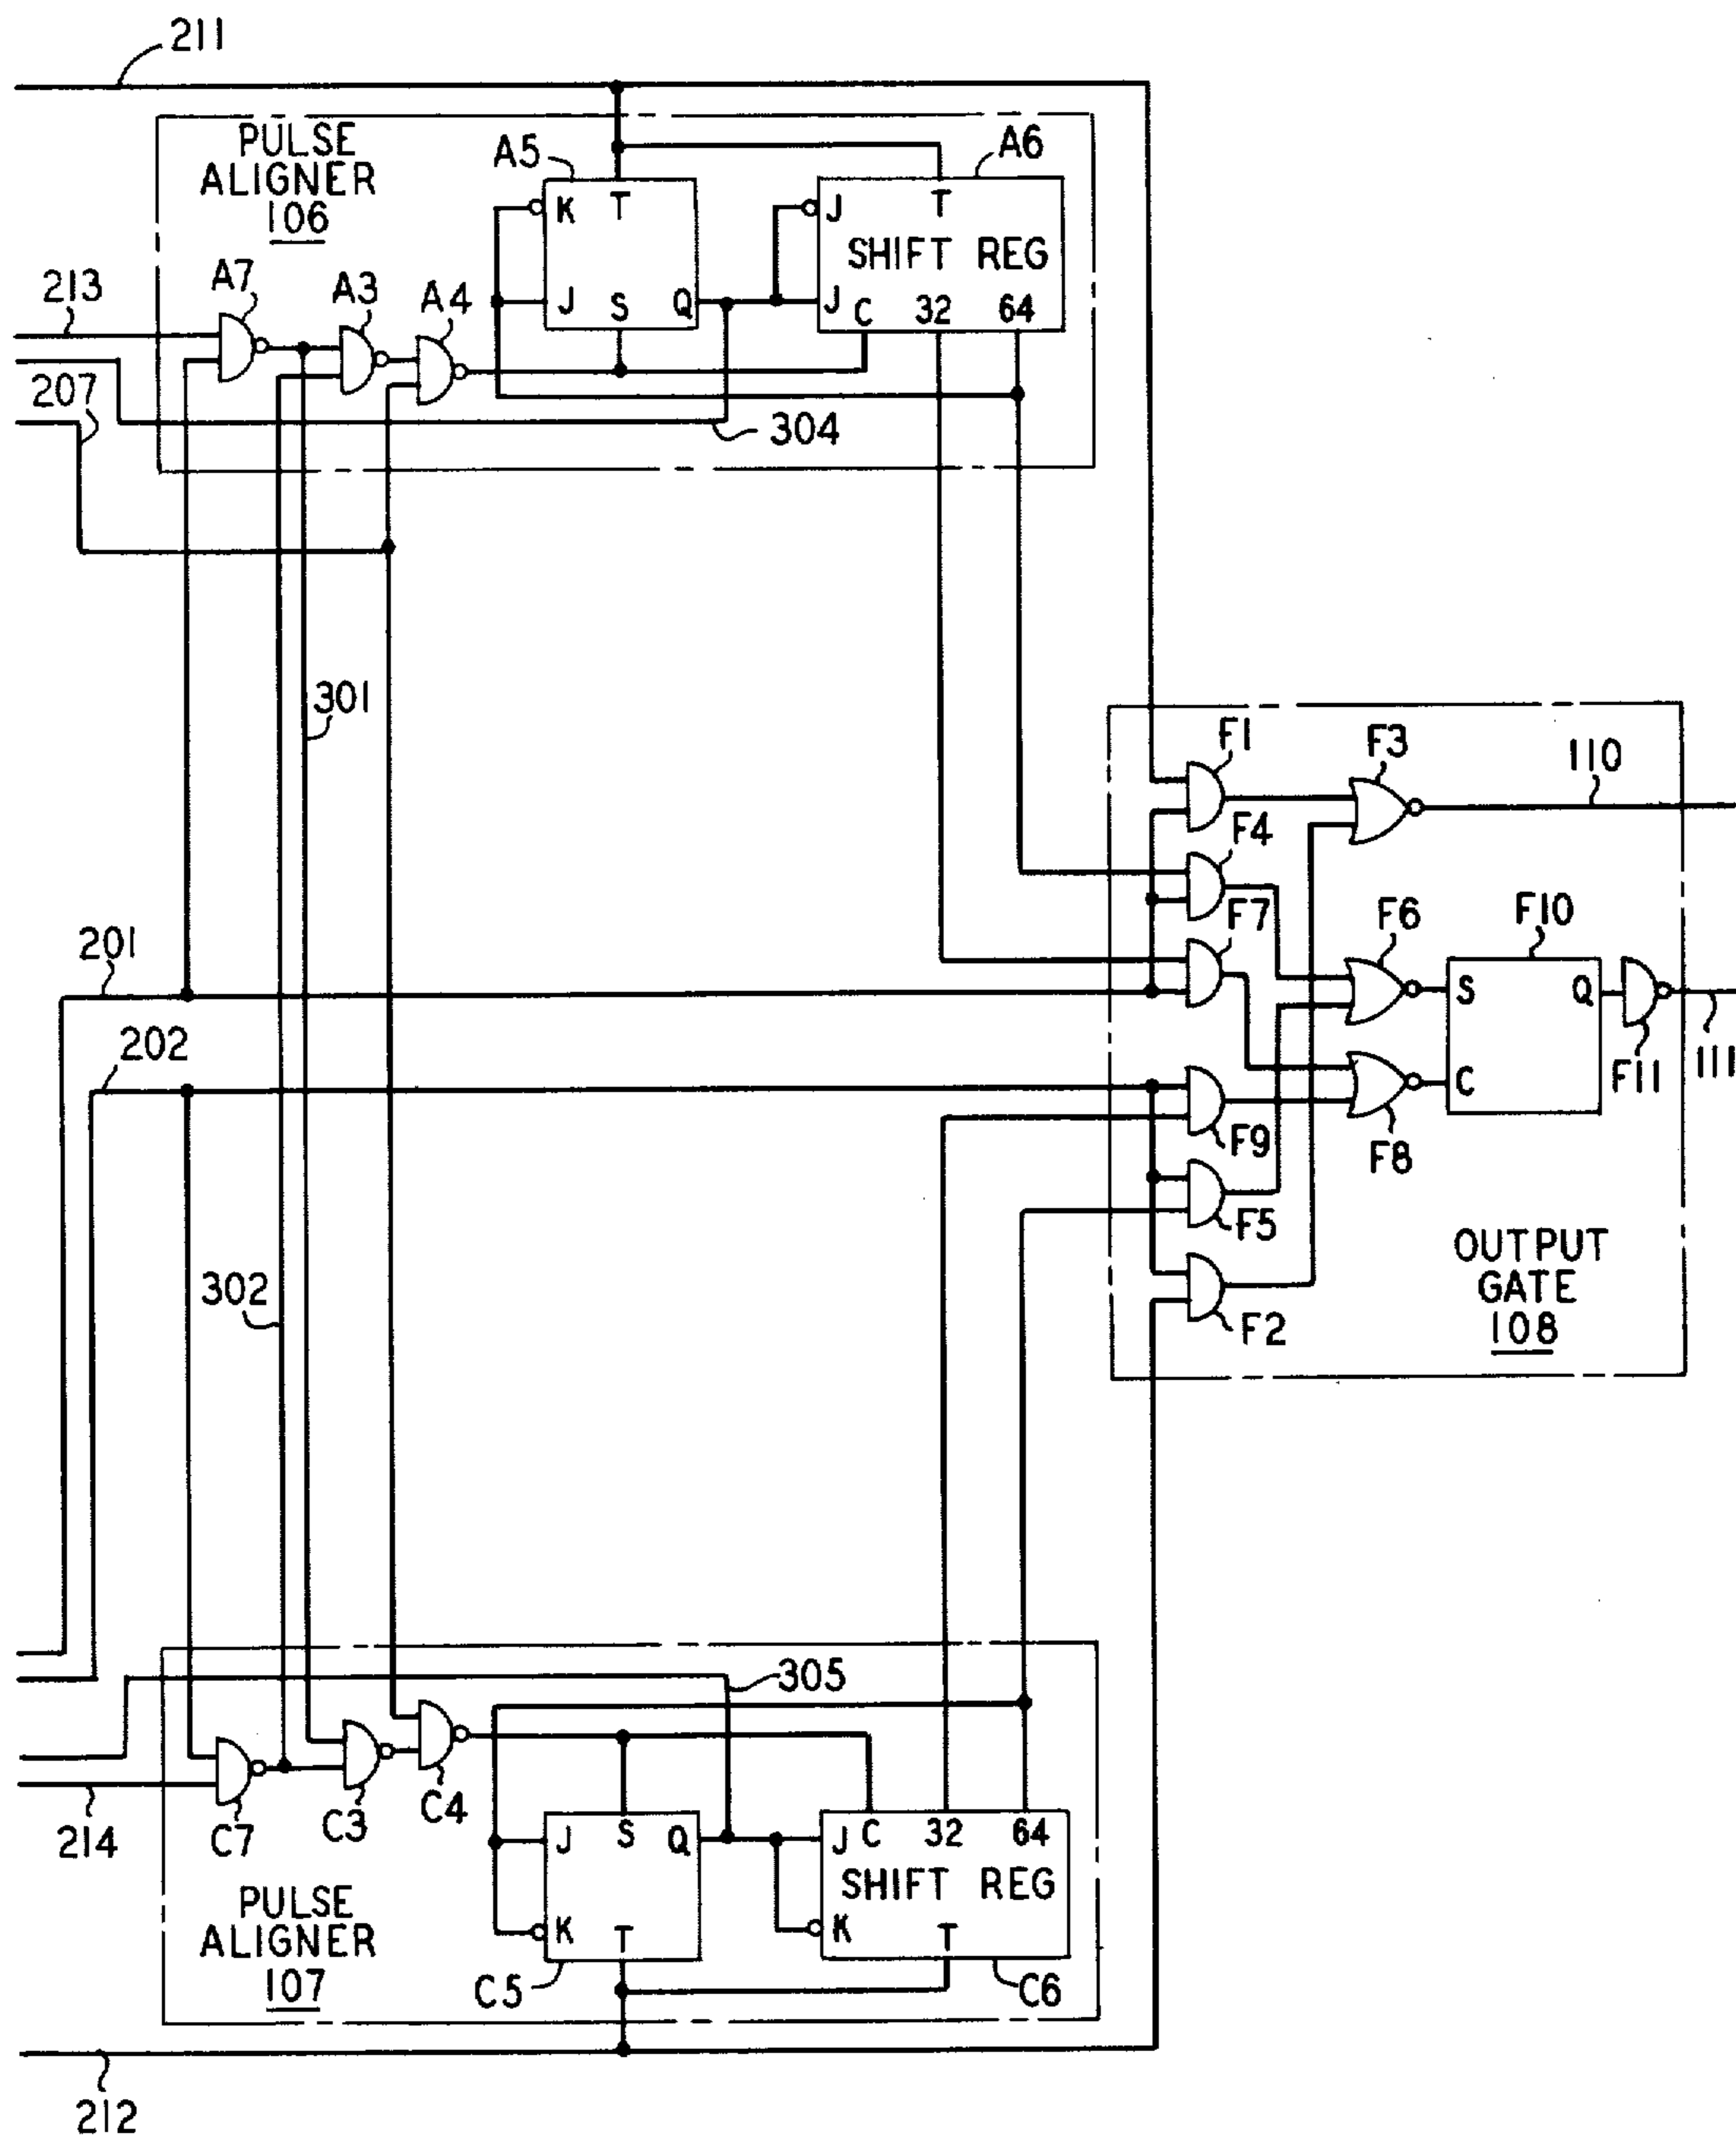 211
PULSE
ALIGNER
106
A5
K T
J S Q
A6
J T
SHIFT REG
J C 32 64
213
A7
A3
A4
207
304
301
F1
F3
110
F4
F7
F6
F10
S Q
C
F11
111
201
202
F9
F8
F5
F2
OUTPUT
GATE
108
302
305
214
C7
C3
C4
J S Q
K T
C5
J C 32 64
SHIFT REG
K T
C6
PULSE
ALIGNER
107
212